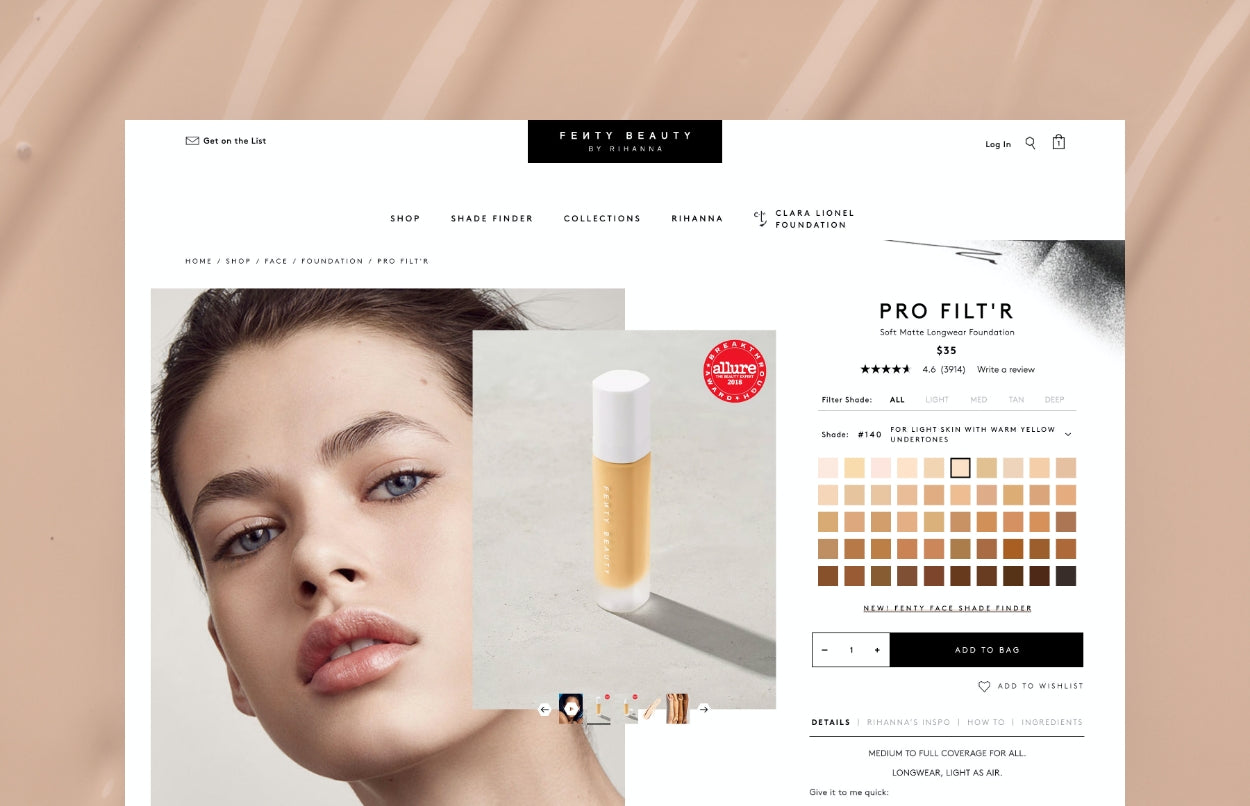 Get on the List
FEИTY BEAUTY
BY RIHANNA
Log In
1
SHOP
SHADE FINDER
COLLECTIONS
RIHANNA
CLARA LIONEL
FOUNDATION
HOME / SHOP / FACE / FOUNDATION / PRO FILT'R
BREAKTHROUGH
allure
THE BEAUTY EXPERT
2018
AWARD
FEИTY BEAUTY
PRO FILT'R
Soft Matte Longwear Foundation
$35
4.6 (3914) Write a review
Filter Shade: ALL LIGHT MED TAN DEEP
Shade: #140 FOR LIGHT SKIN WITH WARM YELLOW
UNDERTONES
NEW! FENTY FACE SHADE FINDER
− 1 + ADD TO BAG
ADD TO WISHLIST
DETAILS | RIHANNA'S INSPO | HOW TO | INGREDIENTS
MEDIUM TO FULL COVERAGE FOR ALL.
LONGWEAR, LIGHT AS AIR.
Give it to me quick: